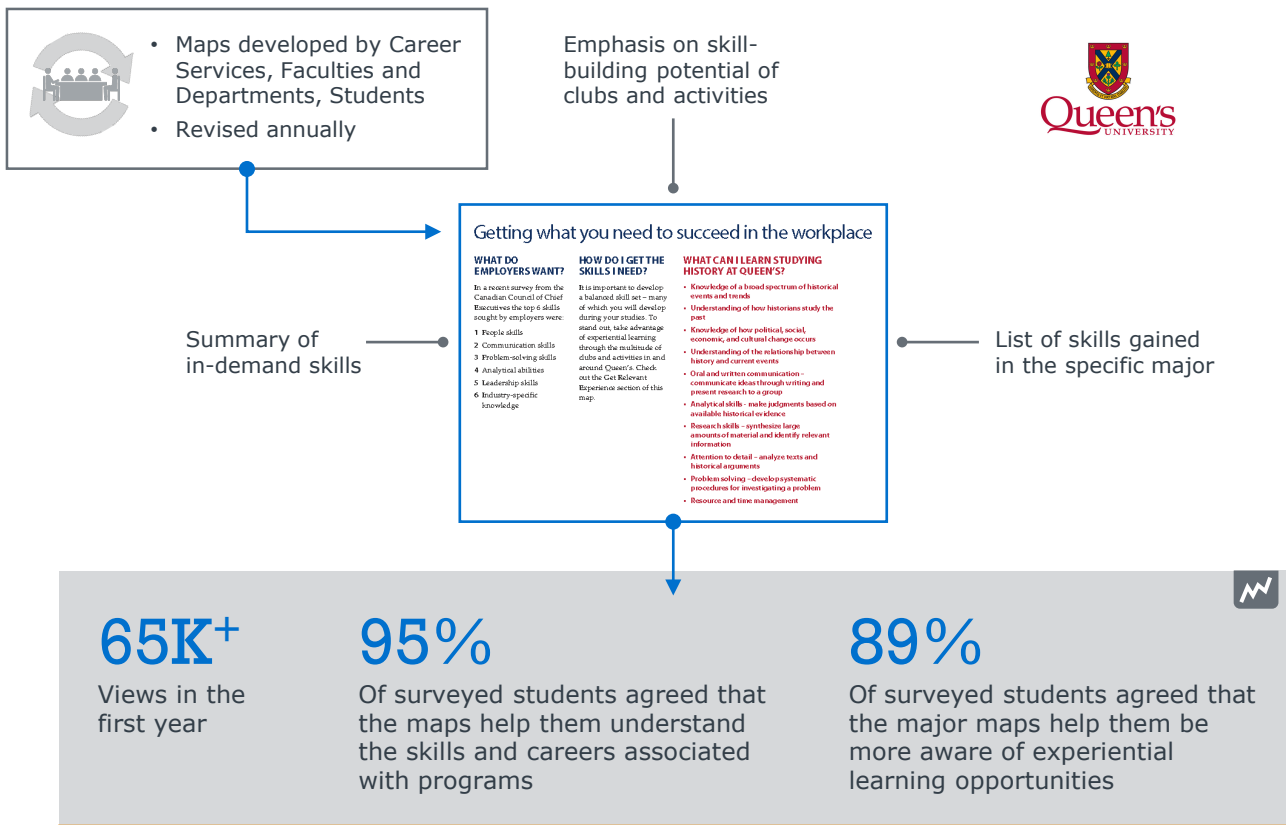 • Maps developed by Career
Services, Faculties and
Departments, Students
• Revised annually
Emphasis on skill-
building potential of
clubs and activities
Queen's
UNIVERSITY
Summary of
in-demand skills
Getting what you need to succeed in the workplace
WHAT DO
EMPLOYERS WANT?
In a recent survey from the
Canadian Council of Chief
Executives the top 6 skills
sought by employers were:
1 People skills
2 Communication skills
3 Problem-solving skills
4 Analytical abilities
5 Leadership skills
6 Industry-specific
knowledge
HOW DO I GET THE
SKILLS I NEED?
It is important to develop
a balanced skill set – many
of which you will develop
during your studies. To
stand out, take advantage
of experiential learning
through the multitude of
clubs and activities in and
around Queen's. Check
out the Get Relevant
Experience section of this
map.
WHAT CAN I LEARN STUDYING
HISTORY AT QUEEN'S?
• Knowledge of a broad spectrum of historical
events and trends
• Understanding of how historians study the
past
• Knowledge of how political, social,
economic, and cultural change occurs
• Understanding of the relationship between
history and current events
• Oral and written communication –
communicate ideas through writing and
present research to a group
• Analytical skills - make judgments based on
available historical evidence
• Research skills – synthesize large
amounts of material and identify relevant
information
• Attention to detail – analyze texts and
historical arguments
• Problem solving – develop systematic
procedures for investigating a problem
• Resource and time management
List of skills gained
in the specific major
65K+
Views in the
first year
95%
Of surveyed students agreed that
the maps help them understand
the skills and careers associated
with programs
89%
Of surveyed students agreed that
the major maps help them be
more aware of experiential
learning opportunities